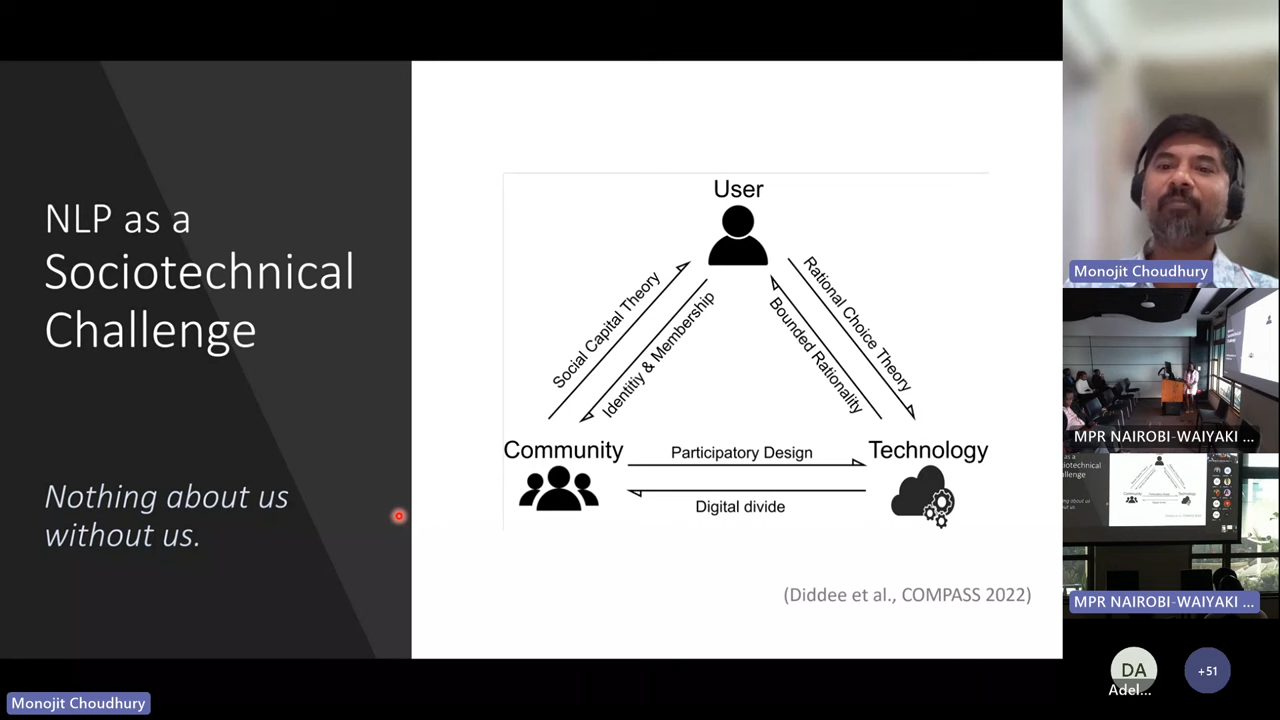 NLP as a
Sociotechnical
Challenge
Nothing about us
without us.
User
Social Capital Theory
Identitiy & Membership
Rational Choice Theory
Bounded Rationality
Community
Technology
Participatory Design
Digital divide
(Diddee et al., COMPASS 2022)
Monojit Choudhury
MPR NAIROBI-WAIYAKI ...
MPR NAIROBI-WAIYAKI ...
DA
Adel...
+51
Monojit Choudhury